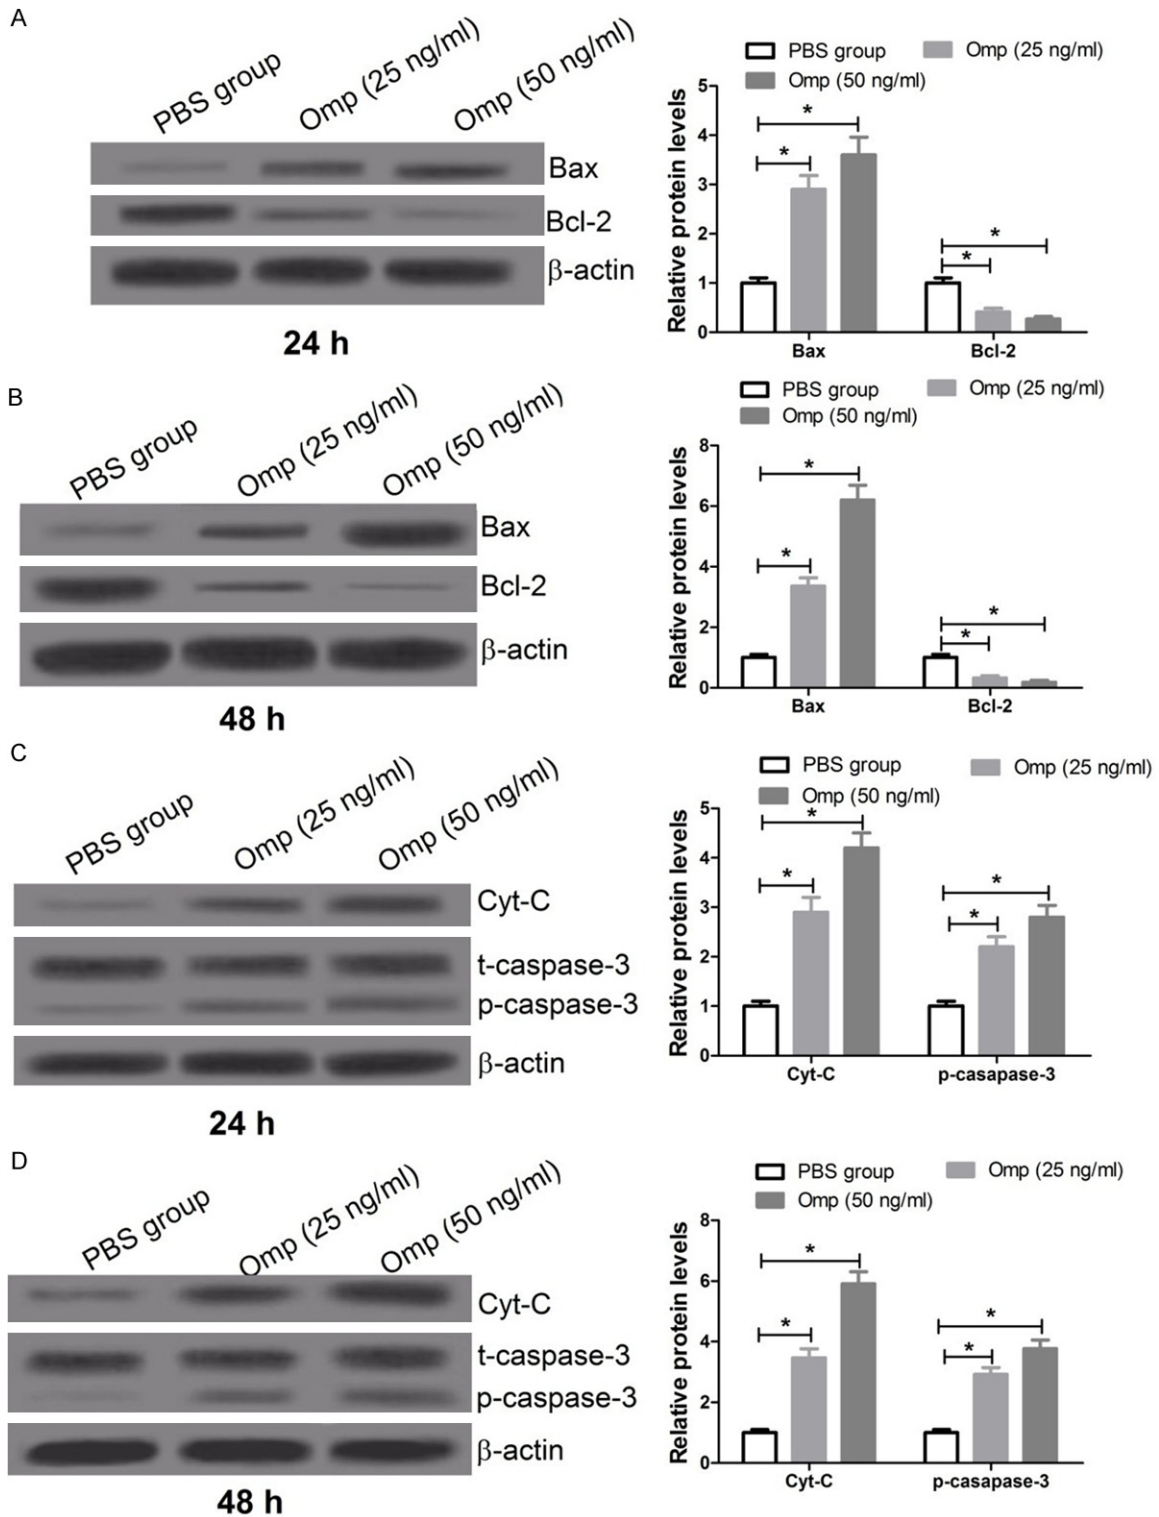 A
PBS group
Omp (25 ng/ml)
Omp (50 ng/ml)
Bax
Bcl-2
β-actin
24 h
PBS group
Omp (25 ng/ml)
Omp (50 ng/ml)
Relative protein levels
5
4
3
2
1
0
*
*
*
*
Bax
Bcl-2
B
PBS group
Omp (25 ng/ml)
Omp (50 ng/ml)
Bax
Bcl-2
β-actin
48 h
PBS group
Omp (25 ng/ml)
Omp (50 ng/ml)
Relative protein levels
8
6
4
2
0
*
*
*
*
Bax
Bcl-2
C
PBS group
Omp (25 ng/ml)
Omp (50 ng/ml)
Cyt-C
t-caspase-3
p-caspase-3
β-actin
24 h
PBS group
Omp (25 ng/ml)
Omp (50 ng/ml)
Relative protein levels
5
4
3
2
1
0
*
*
*
*
Cyt-C
p-casapase-3
D
PBS group
Omp (25 ng/ml)
Omp (50 ng/ml)
Cyt-C
t-caspase-3
p-caspase-3
β-actin
48 h
PBS group
Omp (25 ng/ml)
Omp (50 ng/ml)
Relative protein levels
8
6
4
2
0
*
*
*
*
Cyt-C
p-casapase-3